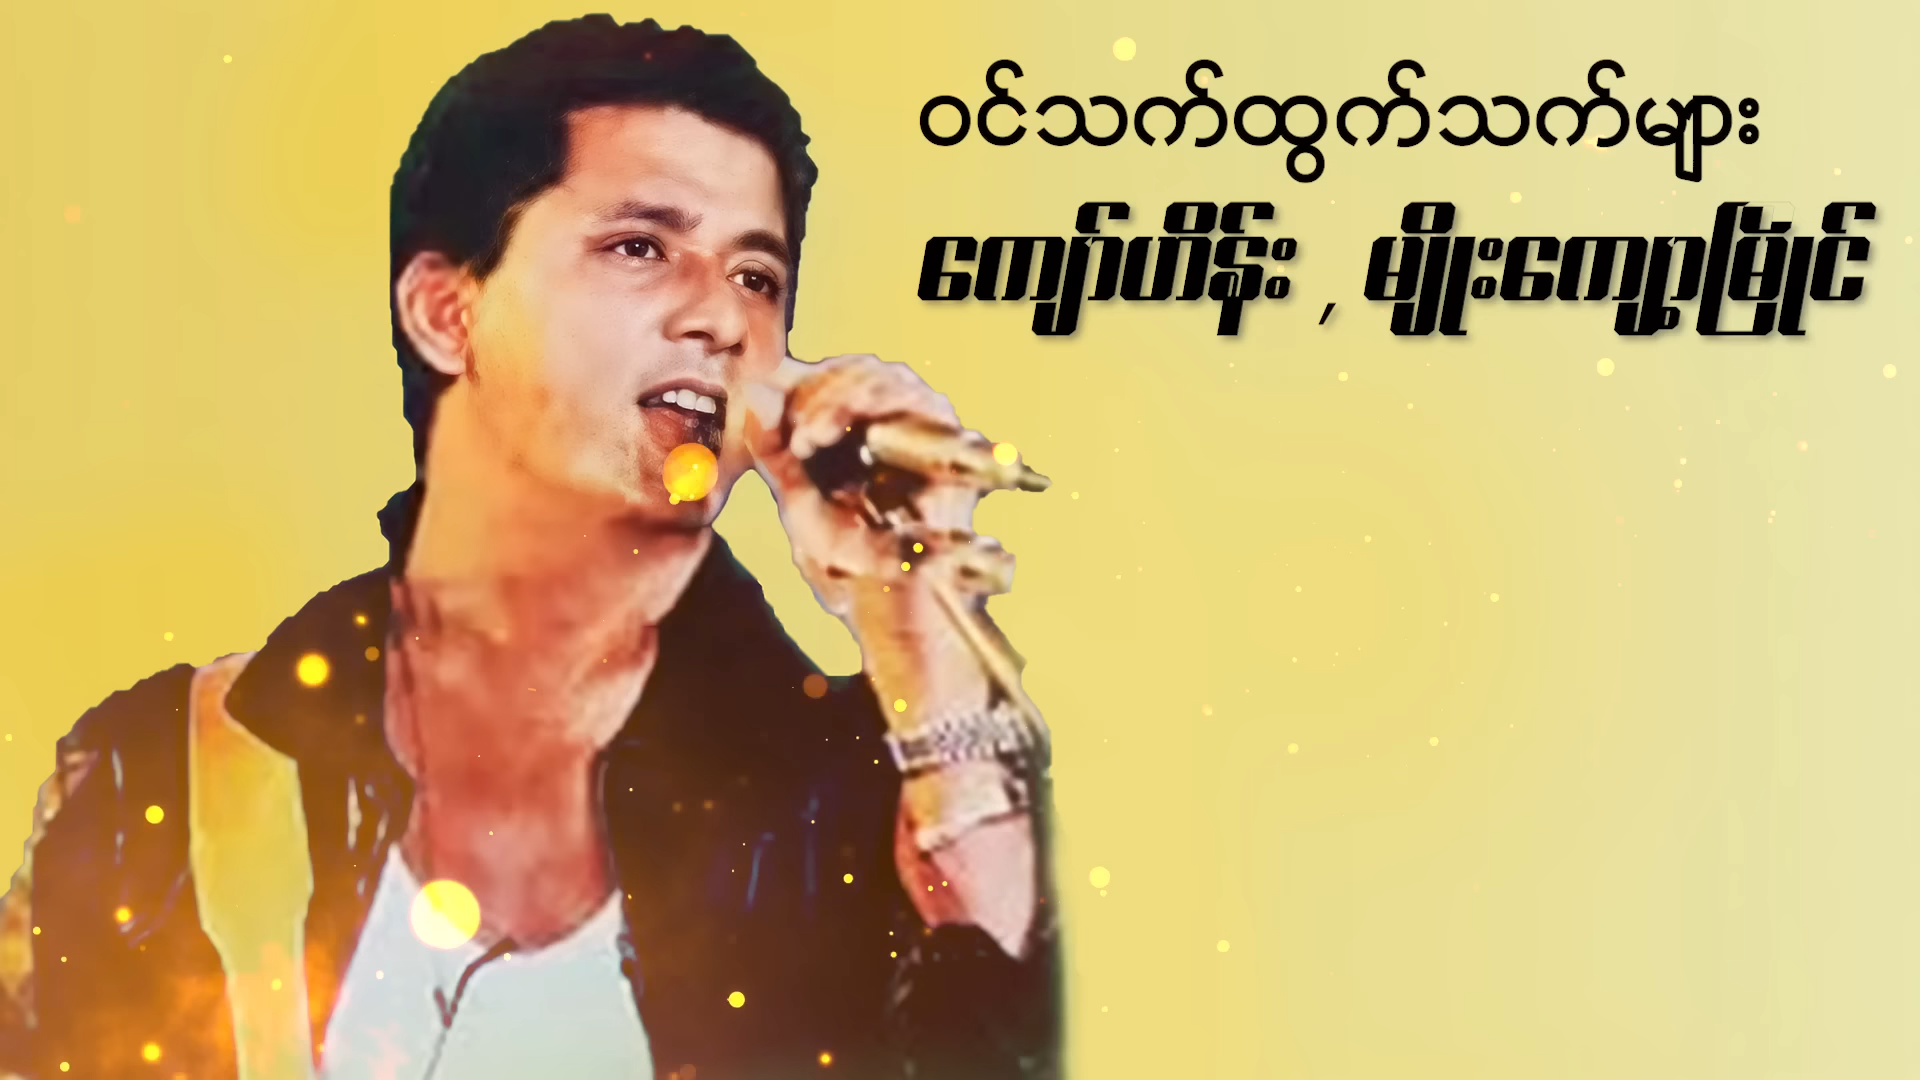 ဝင်သက်ထွက်သက်များ
ကျော်ဟိန်း , မျိုးကျော့မြိုင်